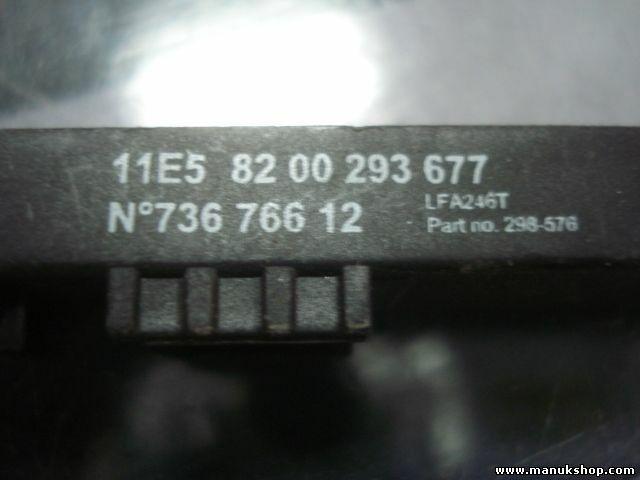 11E5 82 00 293 677
N°736 766 12
LFA246T
Part no. 298-576
www.manukshop.com